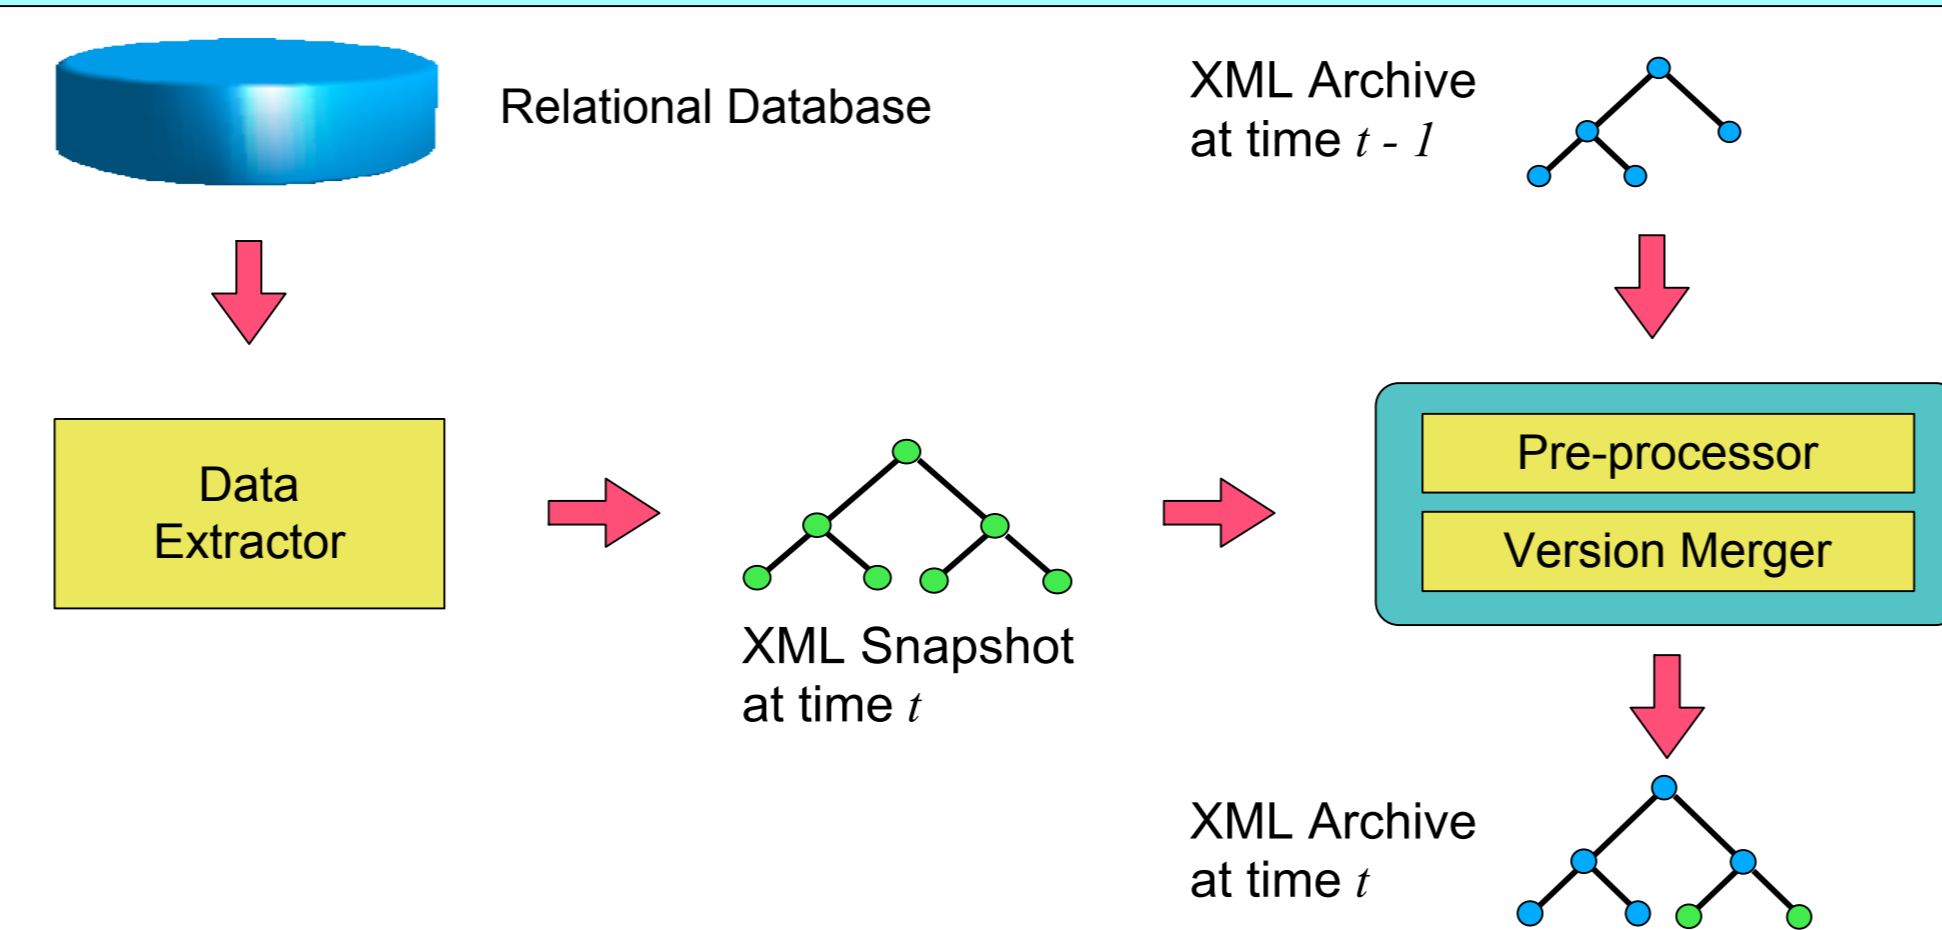 Relational Database
XML Archive
at time t - 1
Data
Extractor
Pre-processor
Version Merger
XML Snapshot
at time t
XML Archive
at time t